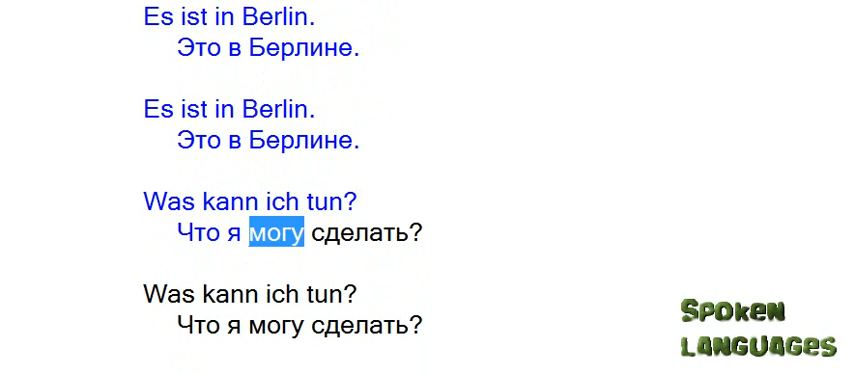 Es ist in Berlin.
Это в Берлине.
Es ist in Berlin.
Это в Берлине.
Was kann ich tun?
Что я могу сделать?
Was kann ich tun?
Что я могу сделать?
Spoken
Languages